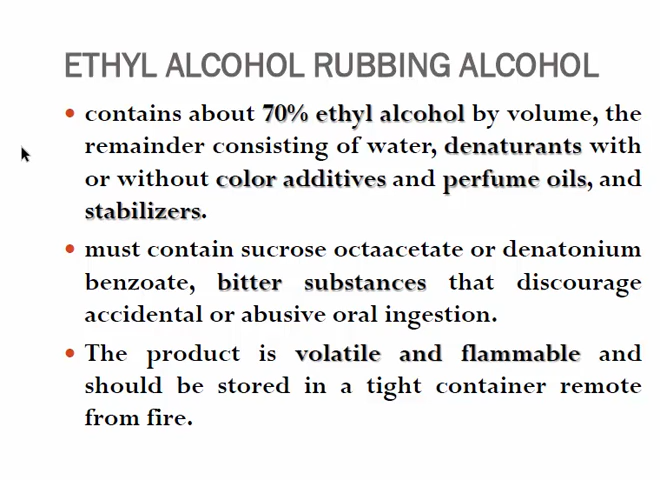 ETHYL ALCOHOL RUBBING ALCOHOL
• contains about 70% ethyl alcohol by volume, the
remainder consisting of water, denaturants with
or without color additives and perfume oils, and
stabilizers.
• must contain sucrose octaacetate or denatonium
benzoate, bitter substances that discourage
accidental or abusive oral ingestion.
• The product is volatile and flammable and
should be stored in a tight container remote
from fire.